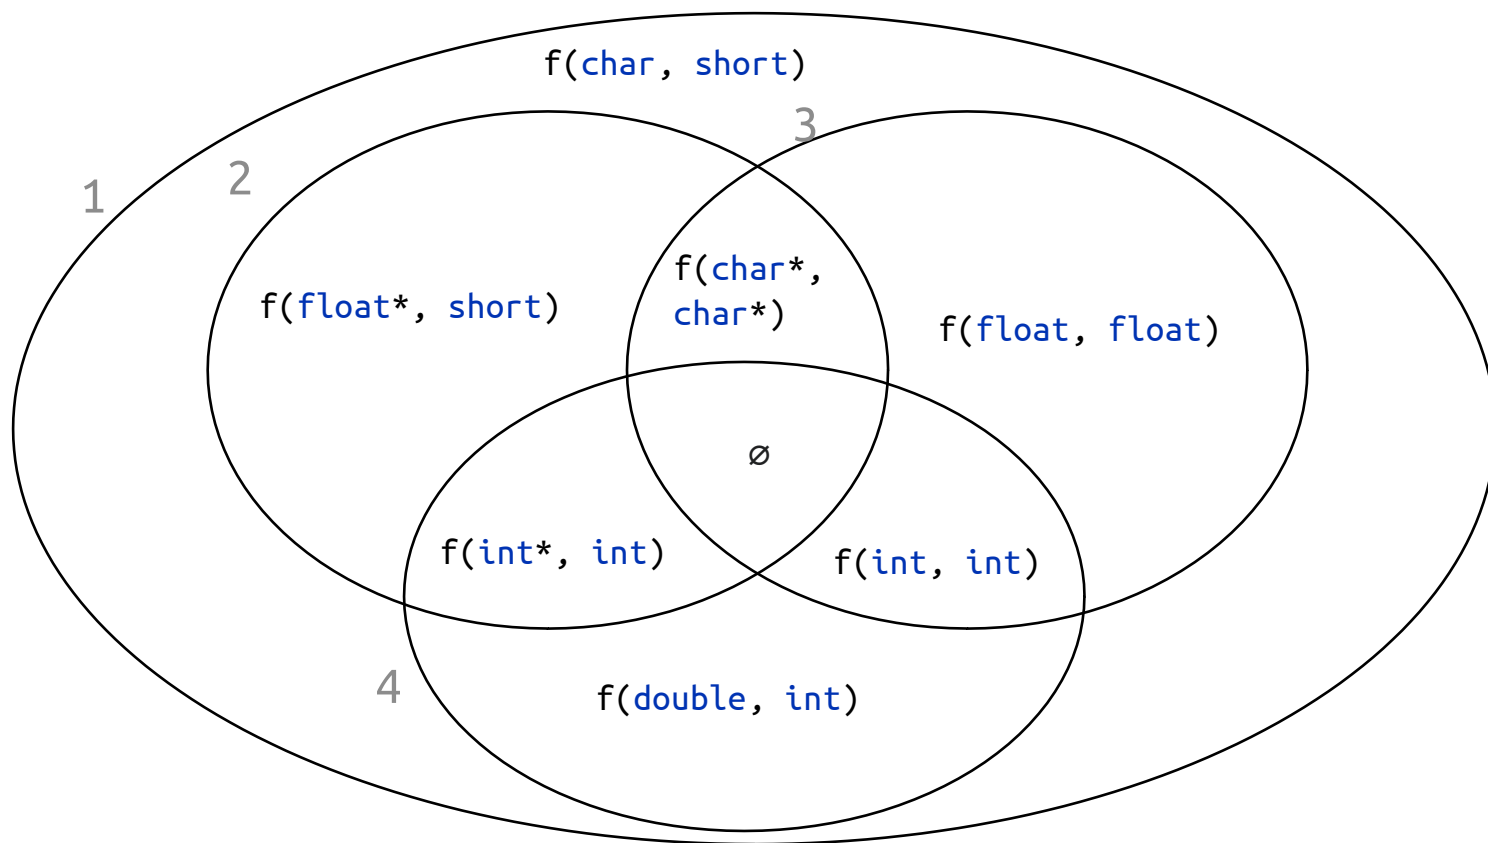 f(char, short)
3
2
1
f(char*,
char*)
f(float*, short)
f(float, float)
∅
f(int*, int)
f(int, int)
4
f(double, int)